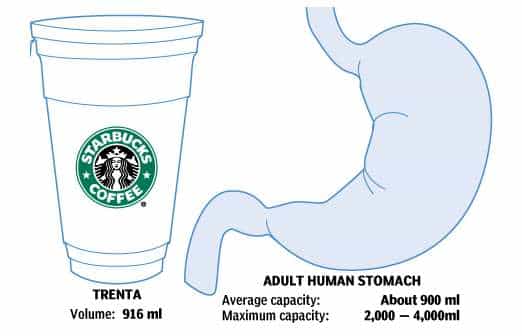 STARBUCKS
COFFEE
®
TRENTA
Volume: 916 ml
ADULT HUMAN STOMACH
Average capacity: About 900 ml
Maximum capacity: 2,000 — 4,000ml